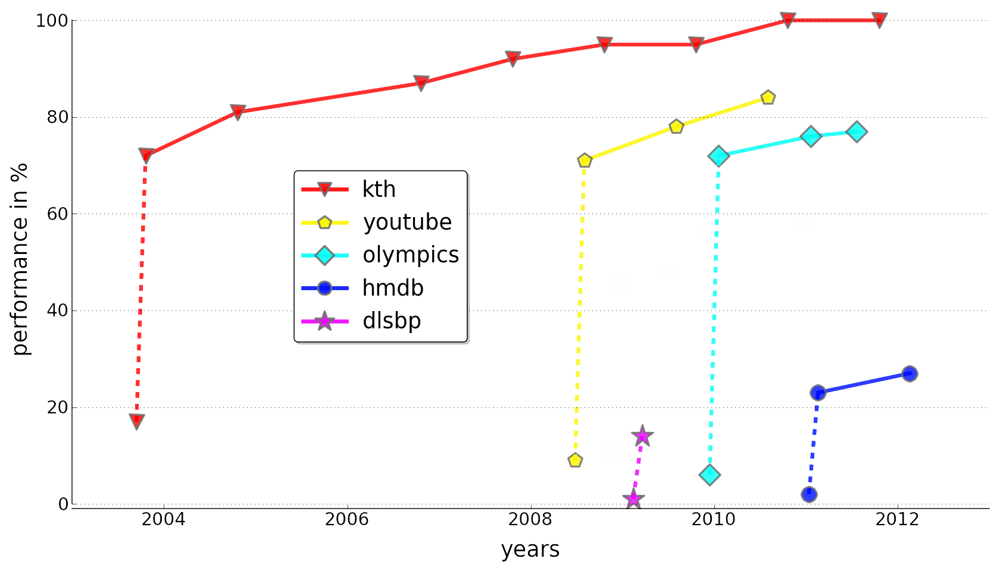 performance in %
100
80
60
40
20
0
kth
youtube
olympics
hmdb
dlsbp
2004 2006 2008 2010 2012
years